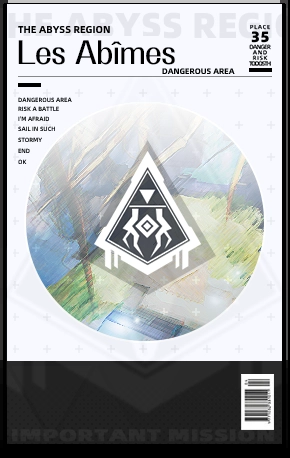 THE ABYSS REGION
THE ABYSS REGION
Les Abîmes
DANGEROUS AREA
PLACE
35
DANGER
AND
RISK
DANGEROUS AREA
RISK A BATTLE
I'M AFRAID
SAIL IN SUCH
STORMY
END
OK
IMPORTANT MISSION